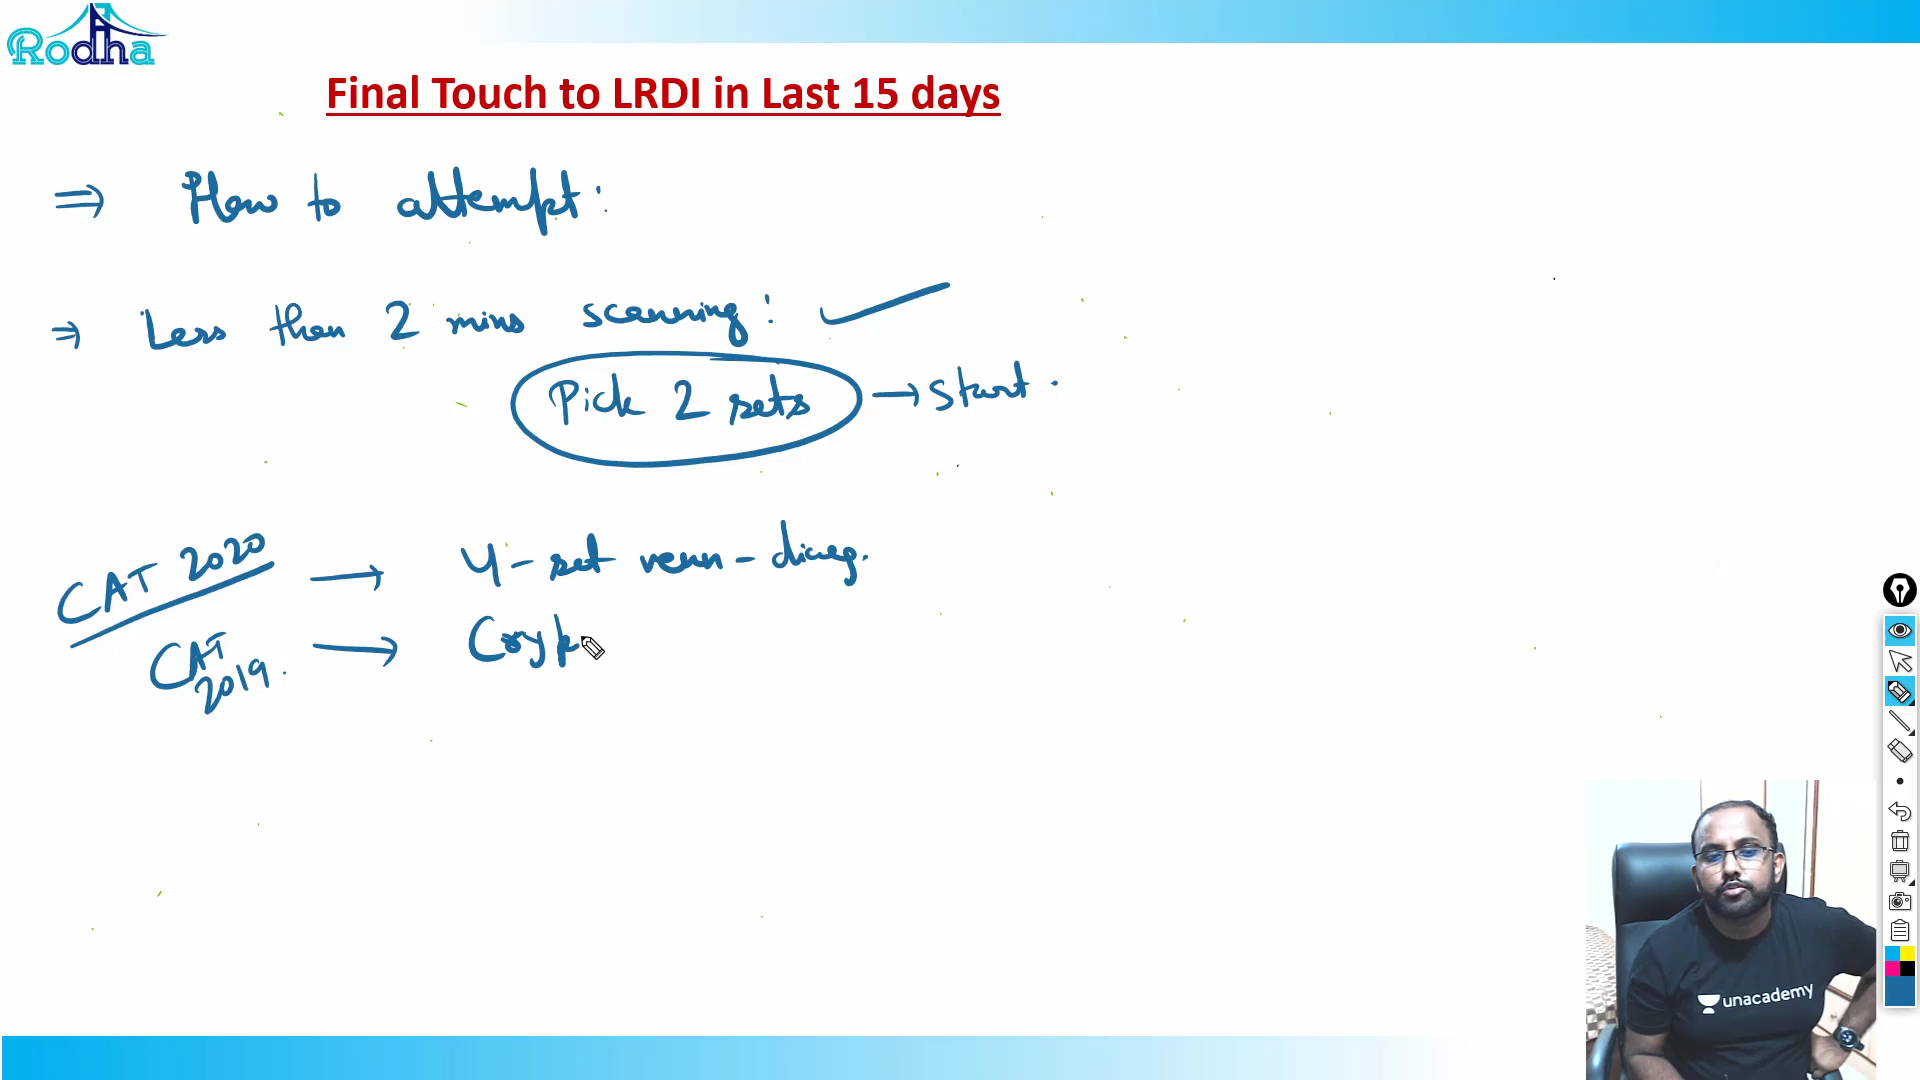 Rodha
Final Touch to LRDI in Last 15 days
⇒ How to attempt:
⇒ Less than 2 mins scanning!
Pick 2 sets → Start.
CAT 2020 → 4-set venn-diag.
CAT 2019. → Cryp
unacademy